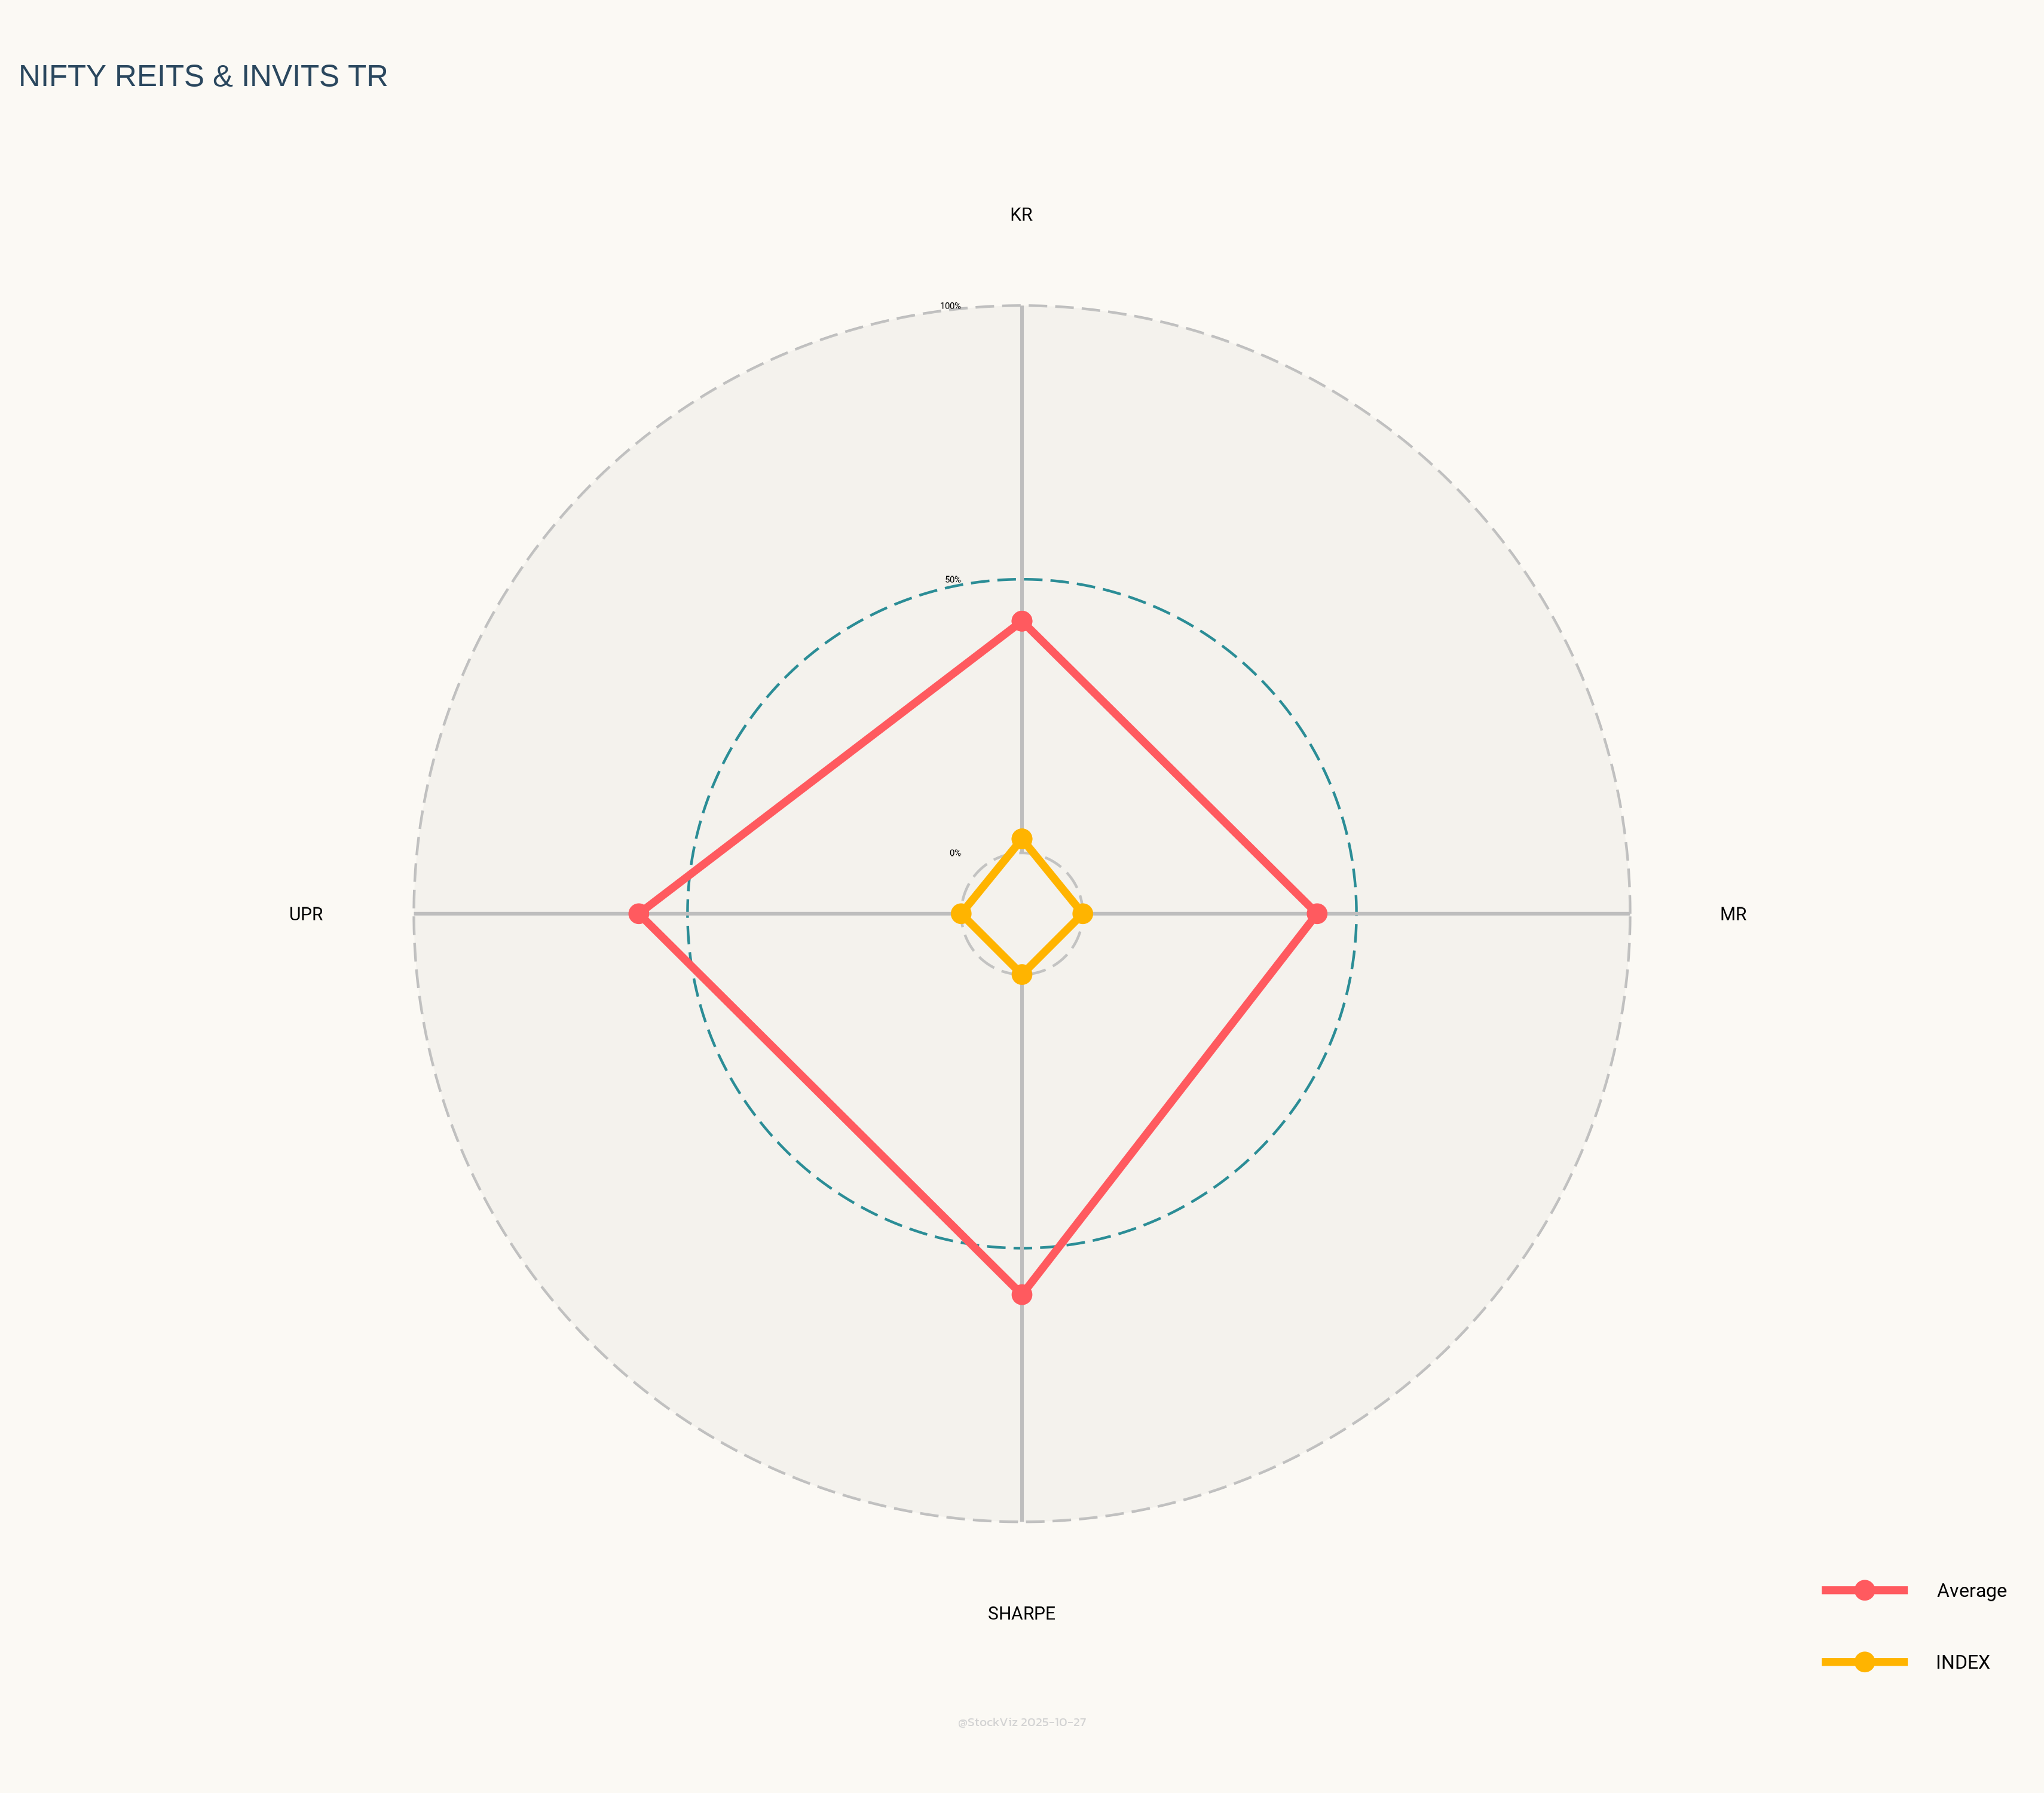 NIFTY REITS & INVITS TR
KR
100%
50%
0%
UPR
MR
SHARPE
Average
INDEX
@StockViz 2025-10-27